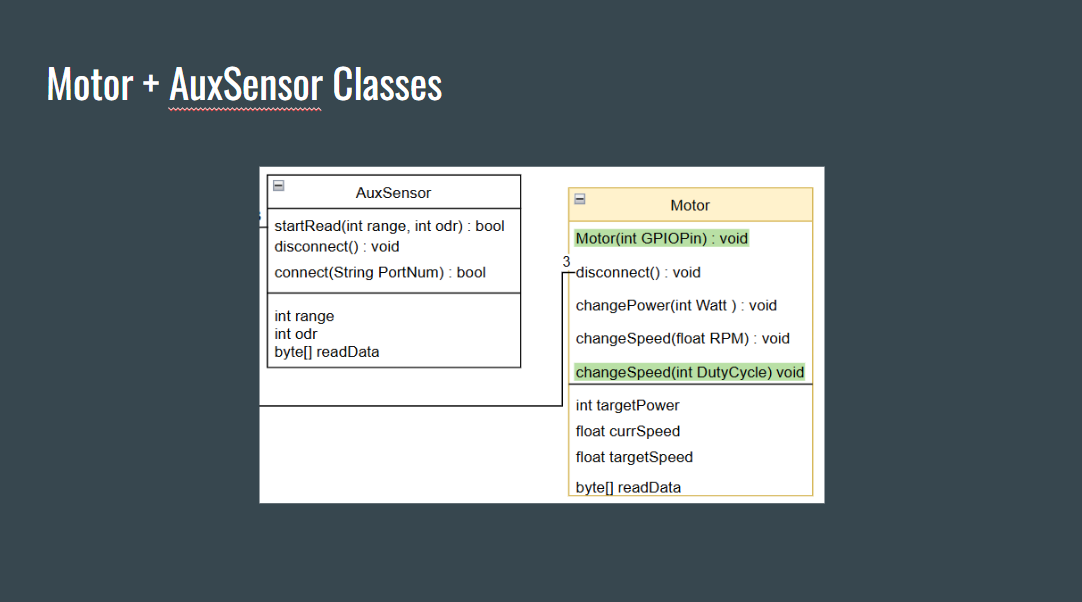 Motor + AuxSensor Classes
AuxSensor
startRead(int range, int odr) : bool
disconnect() : void
connect(String PortNum) : bool
int range
int odr
byte[] readData
3
Motor
Motor(int GPIOPin) : void
disconnect() : void
changePower(int Watt ) : void
changeSpeed(float RPM) : void
changeSpeed(int DutyCycle) void
int targetPower
float currSpeed
float targetSpeed
byte[] readData